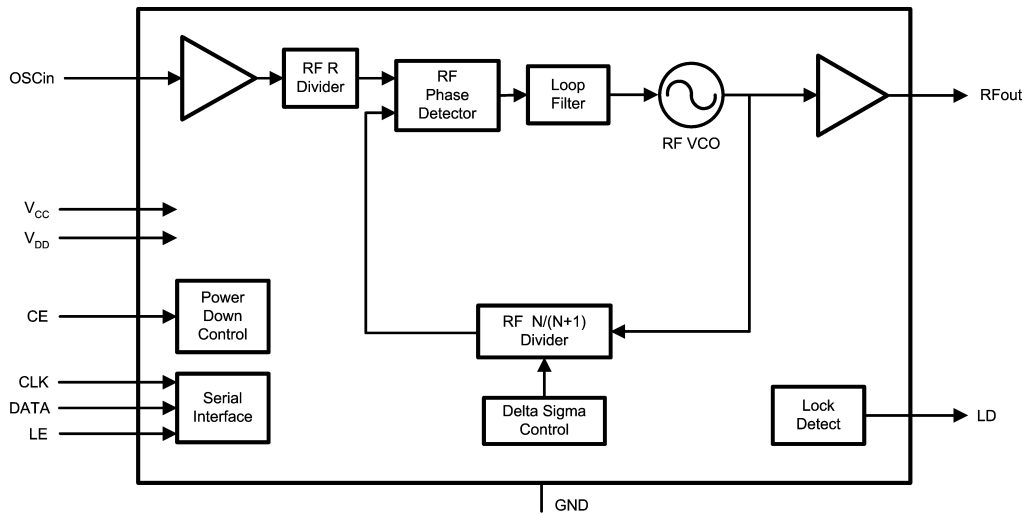 OSCin
RF R
Divider
RF
Phase
Detector
Loop
Filter
RF VCO
RFout
VCC
VDD
CE
Power
Down
Control
CLK
DATA
LE
Serial
Interface
RF N/(N+1)
Divider
Delta Sigma
Control
Lock
Detect
LD
GND